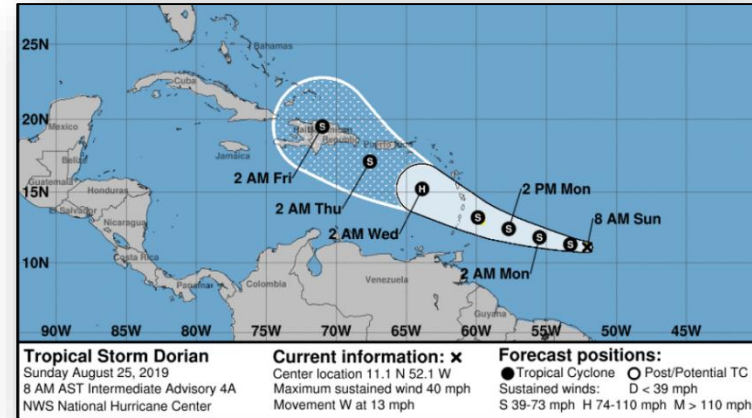 25N
Bahamas
Cuba
20N
Mexico
Haiti
Dominican
Republic
Puerto Rico
Jamaica
Belize
2 AM Fri
S
S
2 PM Mon
15N
Guatemala
Honduras
2 AM Thu
H
8 AM Sun
El Salvador
Nicaragua
2 AM Wed
S
S
S
S
2 AM Mon
10N
Costa Rica
Panama
Colombia
Venezuela
Guyana
90W 85W 80W 75W 70W 65W 60W 55W 50W 45W
Tropical Storm Dorian
Sunday August 25, 2019
8 AM AST Intermediate Advisory 4A
NWS National Hurricane Center
Current information: x
Center location 11.1 N 52.1 W
Maximum sustained wind 40 mph
Movement W at 13 mph
Forecast positions:
Tropical Cyclone Post/Potential TC
Sustained winds: D < 39 mph
S 39-73 mph H 74-110 mph M > 110 mph